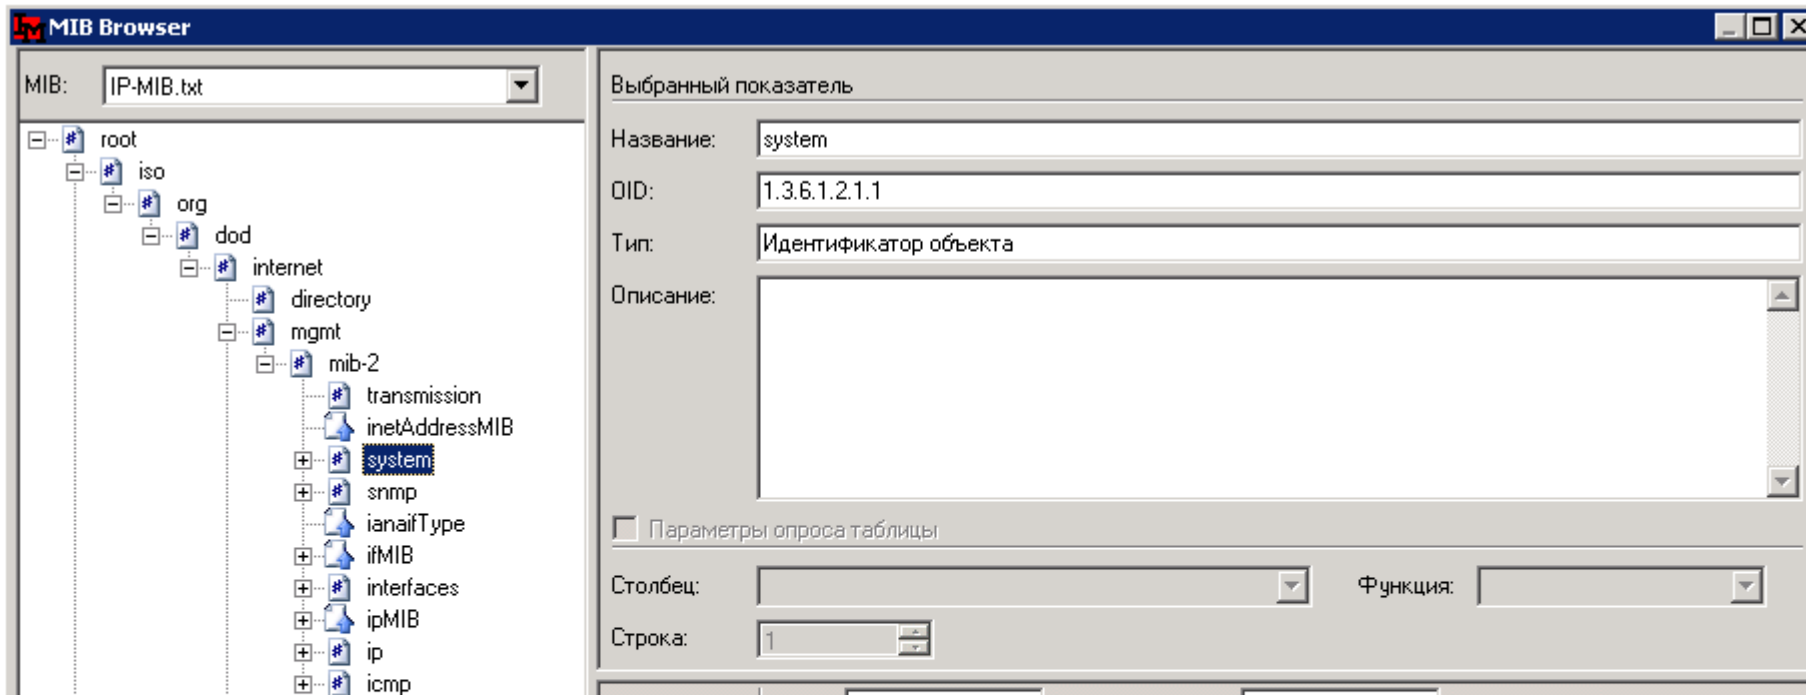 MIB Browser
MIB: IP-MIB.txt
root
iso
org
dod
internet
directory
mgmt
mib-2
transmission
inetAddressMIB
system
snmp
ianaifType
ifMIB
interfaces
ipMIB
ip
icmp
Выбранный показатель
Название: system
OID: 1.3.6.1.2.1.1
Тип: Идентификатор объекта
Описание:
Параметры опроса таблицы
Столбец: Функция:
Строка: 1